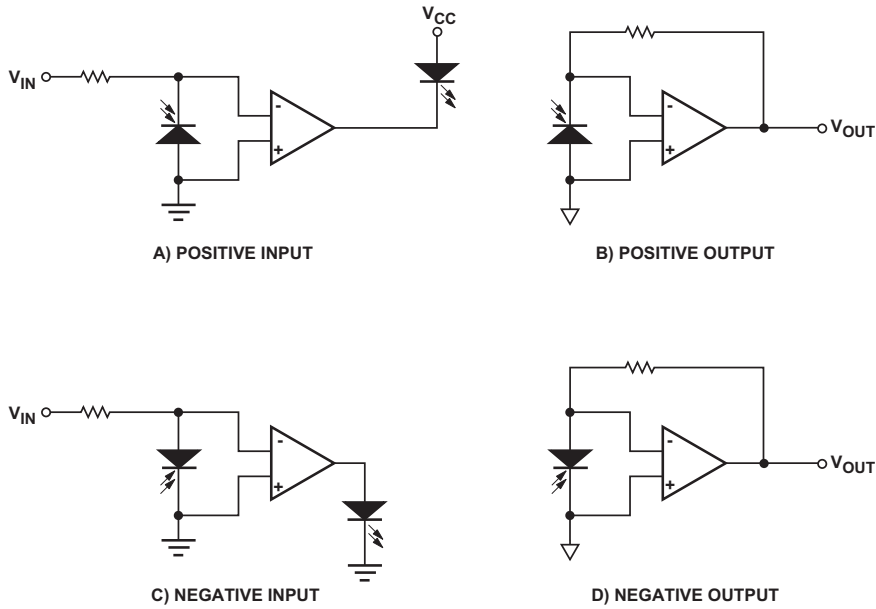 V_CC
V_IN
-
+
A) POSITIVE INPUT
-
+
V_OUT
B) POSITIVE OUTPUT
V_IN
-
+
C) NEGATIVE INPUT
-
+
V_OUT
D) NEGATIVE OUTPUT